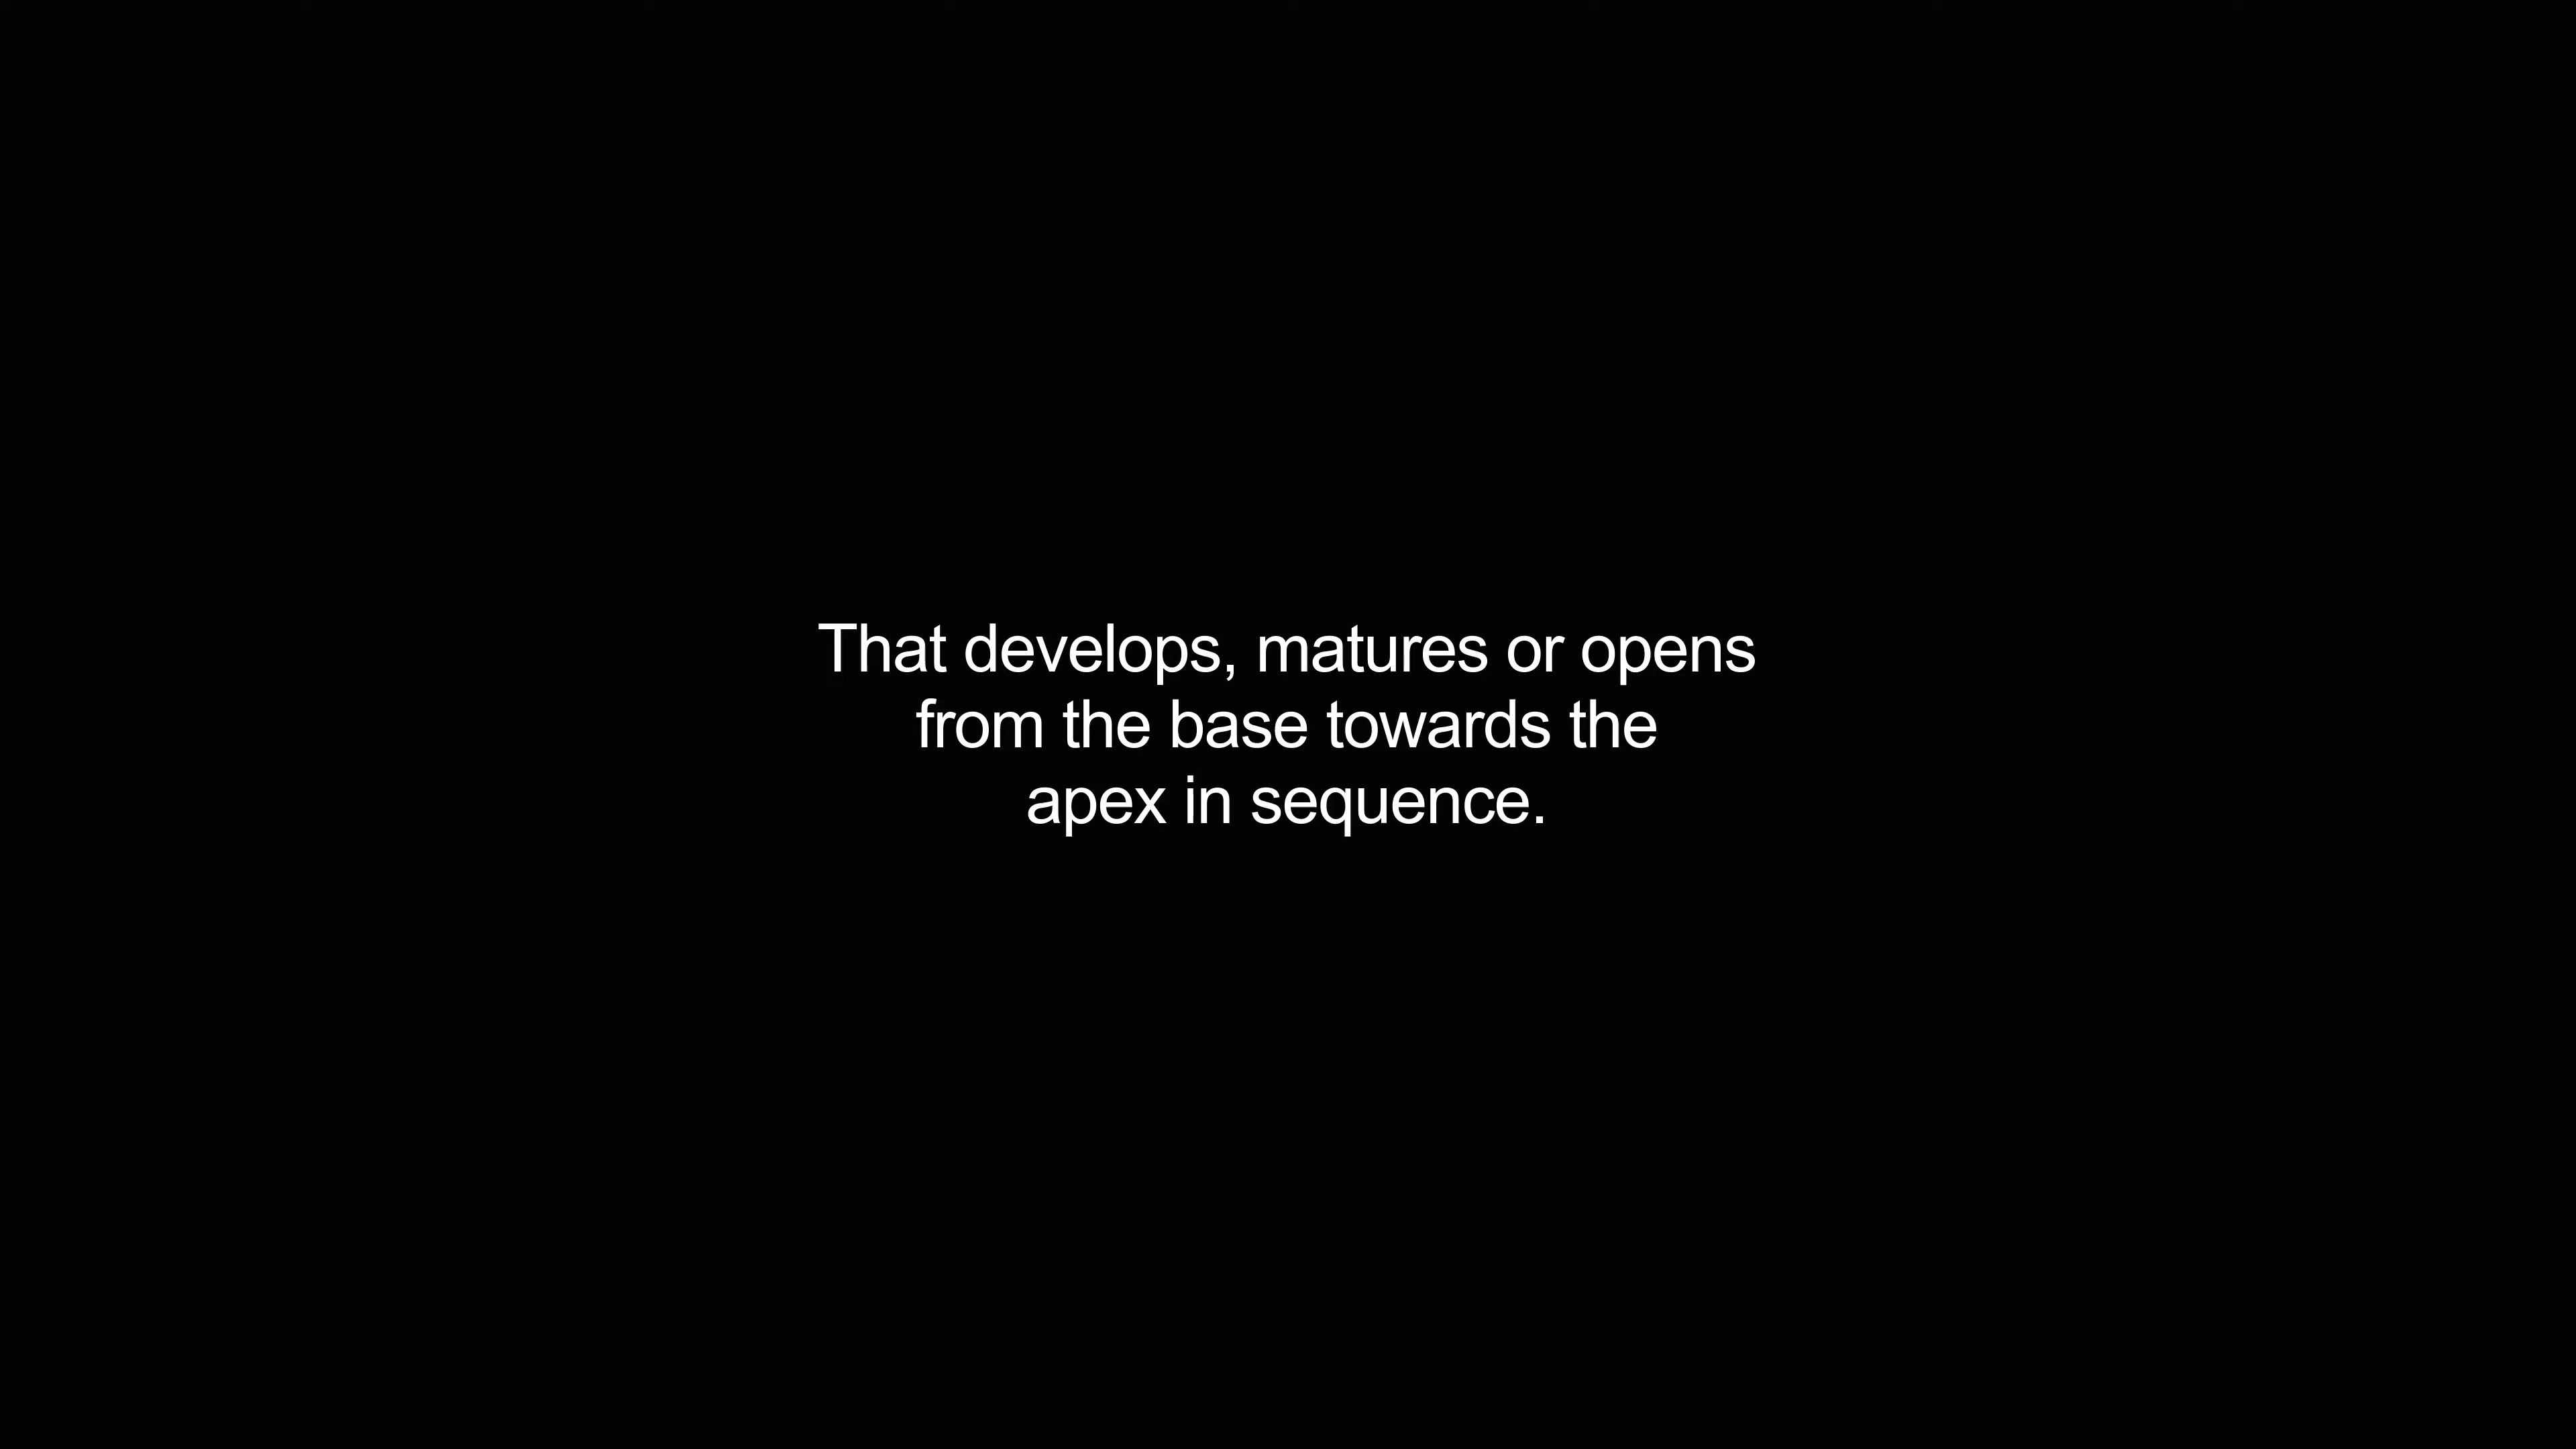 That develops, matures or opens
from the base towards the
apex in sequence.